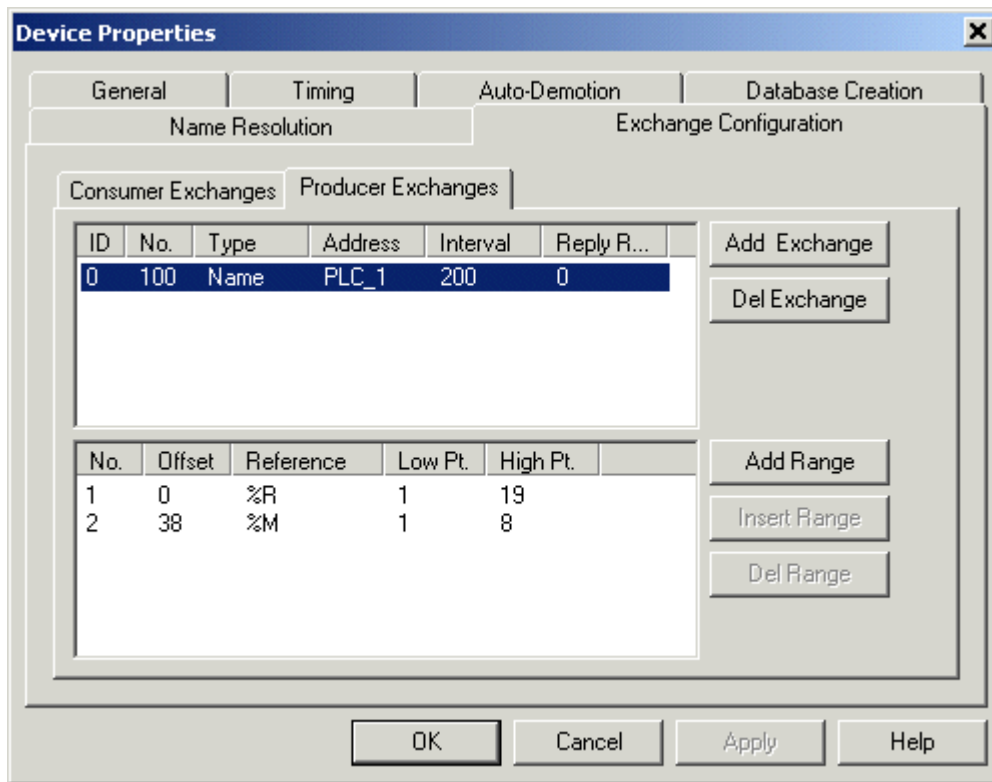 Device Properties
General Timing Auto-Demotion Database Creation
Name Resolution Exchange Configuration
Consumer Exchanges Producer Exchanges
ID No. Type Address Interval Reply R...
0 100 Name PLC_1 200 0
Add Exchange
Del Exchange
No. Offset Reference Low Pt. High Pt.
1 0 %R 1 19
2 38 %M 1 8
Add Range
Insert Range
Del Range
OK Cancel Apply Help